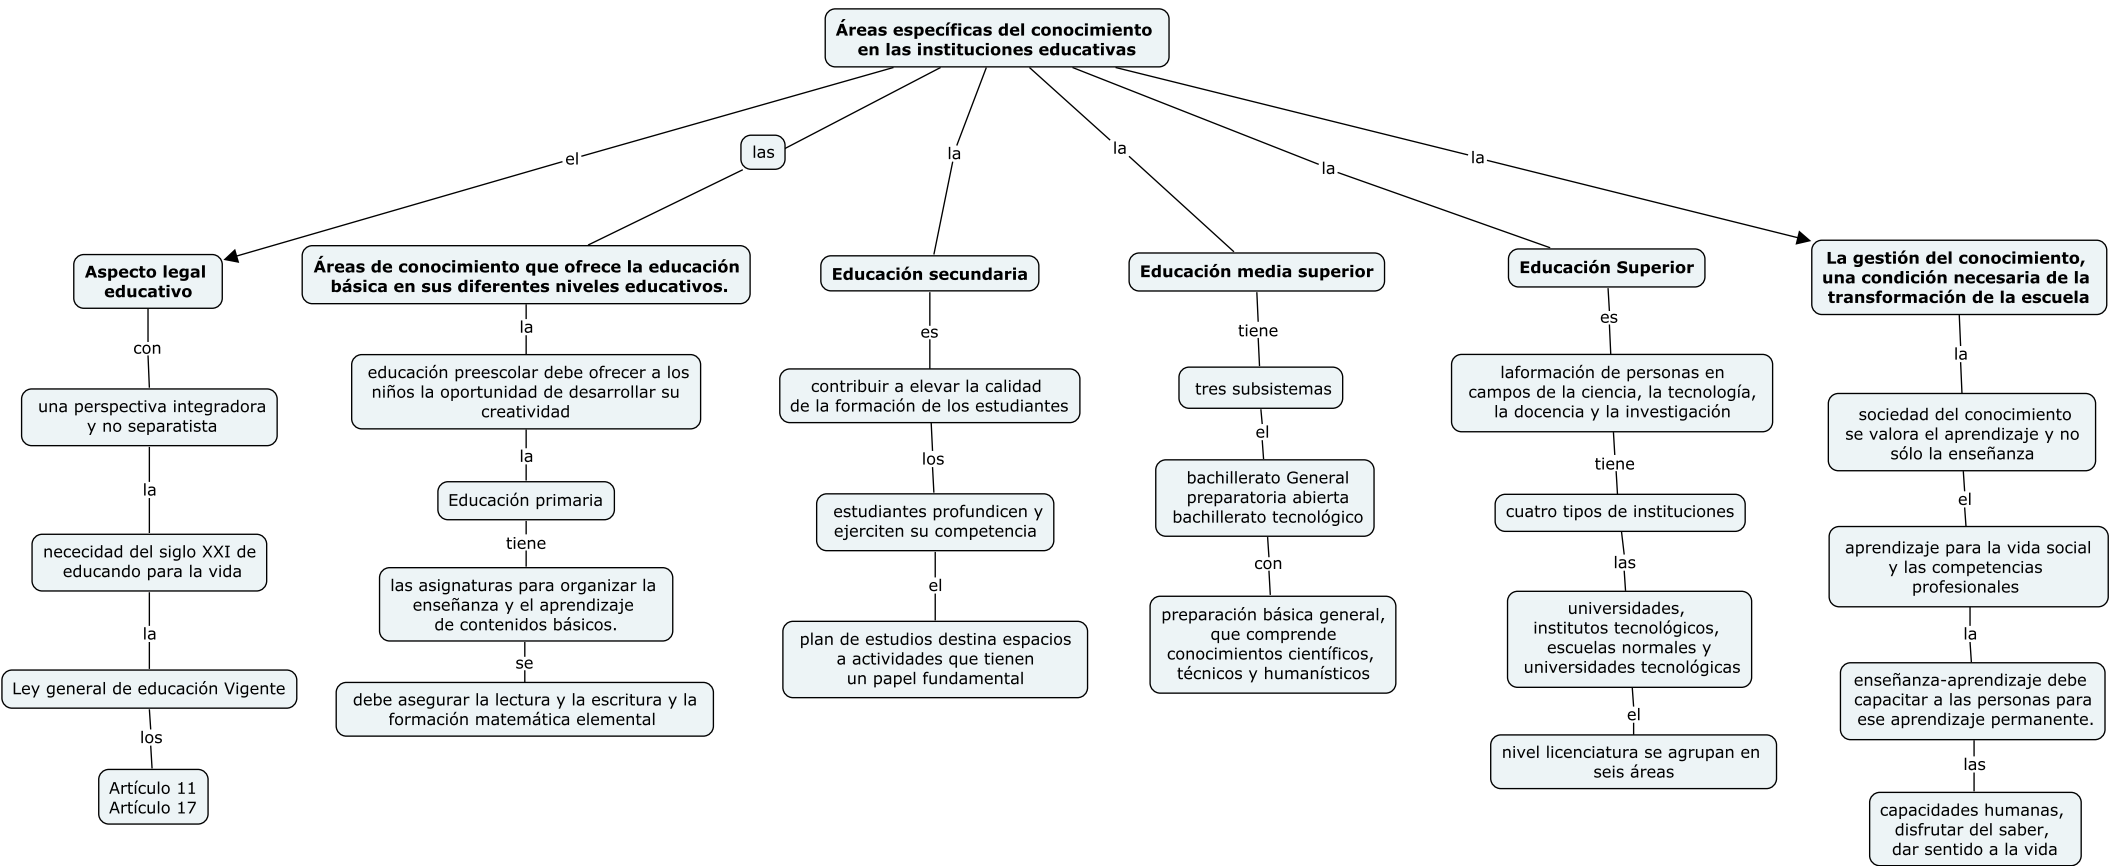 Áreas específicas del conocimiento
en las instituciones educativas
el
las
la
la
la
la
Aspecto legal
educativo
con
una perspectiva integradora
y no separatista
la
nececidad del siglo XXI de
educando para la vida
la
Ley general de educación Vigente
los
Artículo 11
Artículo 17
Áreas de conocimiento que ofrece la educación
básica en sus diferentes niveles educativos.
la
educación preescolar debe ofrecer a los
niños la oportunidad de desarrollar su
creatividad
la
Educación primaria
tiene
las asignaturas para organizar la
enseñanza y el aprendizaje
de contenidos básicos.
se
debe asegurar la lectura y la escritura y la
formación matemática elemental
Educación secundaria
es
contribuir a elevar la calidad
de la formación de los estudiantes
los
estudiantes profundicen y
ejerciten su competencia
el
plan de estudios destina espacios
a actividades que tienen
un papel fundamental
Educación media superior
tiene
tres subsistemas
el
bachillerato General
preparatoria abierta
bachillerato tecnológico
con
preparación básica general,
que comprende
conocimientos científicos,
técnicos y humanísticos
Educación Superior
es
laformación de personas en
campos de la ciencia, la tecnología,
la docencia y la investigación
tiene
cuatro tipos de instituciones
las
universidades,
institutos tecnológicos,
escuelas normales y
universidades tecnológicas
el
nivel licenciatura se agrupan en
seis áreas
La gestión del conocimiento,
una condición necesaria de la
transformación de la escuela
la
sociedad del conocimiento
se valora el aprendizaje y no
sólo la enseñanza
el
aprendizaje para la vida social
y las competencias
profesionales
la
enseñanza-aprendizaje debe
capacitar a las personas para
ese aprendizaje permanente.
las
capacidades humanas,
disfrutar del saber,
dar sentido a la vida